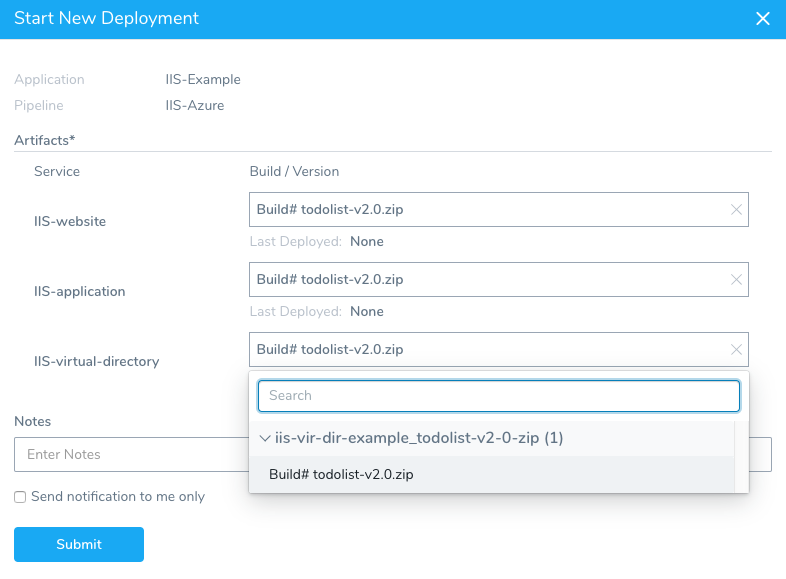 Start New Deployment
Application IIS-Example
Pipeline IIS-Azure
Artifacts*
Service Build / Version
IIS-website Build# todolist-v2.0.zip
Last Deployed: None
IIS-application Build# todolist-v2.0.zip
Last Deployed: None
IIS-virtual-directory Build# todolist-v2.0.zip
Search
iis-vir-dir-example_todolist-v2-0-zip (1)
Build# todolist-v2.0.zip
Notes
Enter Notes
Send notification to me only
Submit